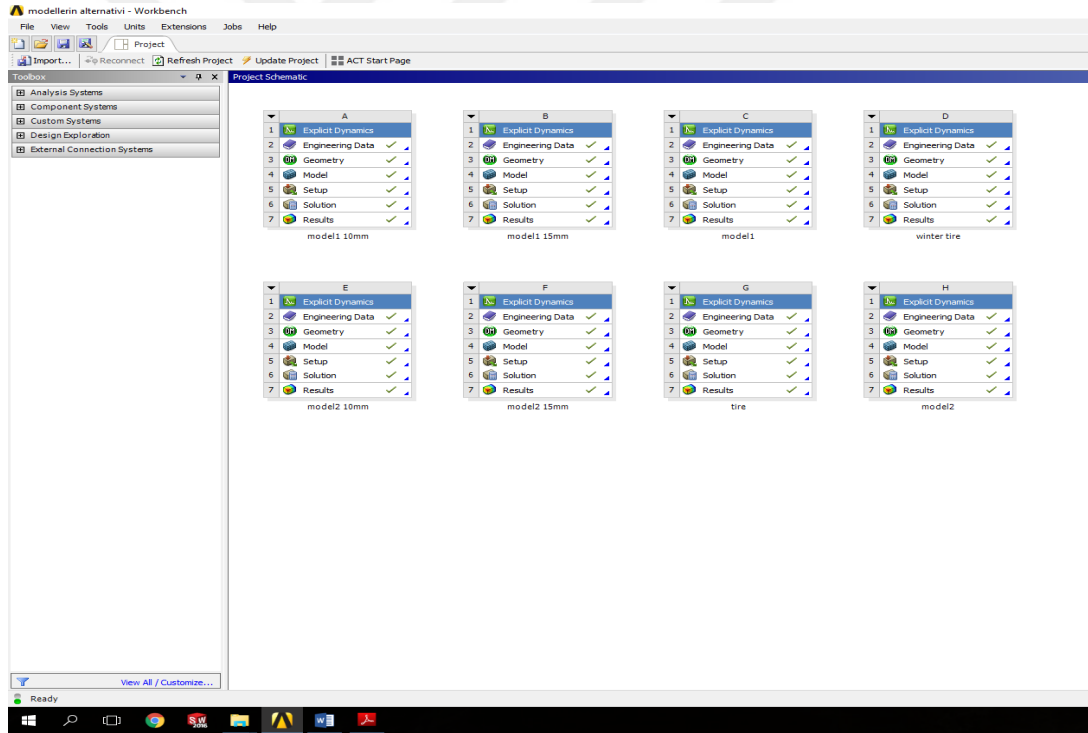 modellerin alternativi - Workbench
File View Tools Units Extensions Jobs Help
Project
Import... Reconnect Refresh Project Update Project ACT Start Page
Toolbox
Project Schematic
Analysis Systems
Component Systems
Custom Systems
Design Exploration
External Connection Systems
A
1 Explicit Dynamics
2 Engineering Data
3 Geometry
4 Model
5 Setup
6 Solution
7 Results
model1 10mm
B
1 Explicit Dynamics
2 Engineering Data
3 Geometry
4 Model
5 Setup
6 Solution
7 Results
model1 15mm
C
1 Explicit Dynamics
2 Engineering Data
3 Geometry
4 Model
5 Setup
6 Solution
7 Results
model1
D
1 Explicit Dynamics
2 Engineering Data
3 Geometry
4 Model
5 Setup
6 Solution
7 Results
winter tire
E
1 Explicit Dynamics
2 Engineering Data
3 Geometry
4 Model
5 Setup
6 Solution
7 Results
model2 10mm
F
1 Explicit Dynamics
2 Engineering Data
3 Geometry
4 Model
5 Setup
6 Solution
7 Results
model2 15mm
G
1 Explicit Dynamics
2 Engineering Data
3 Geometry
4 Model
5 Setup
6 Solution
7 Results
tire
H
1 Explicit Dynamics
2 Engineering Data
3 Geometry
4 Model
5 Setup
6 Solution
7 Results
model2
View All / Customize...
Ready
SW
2016